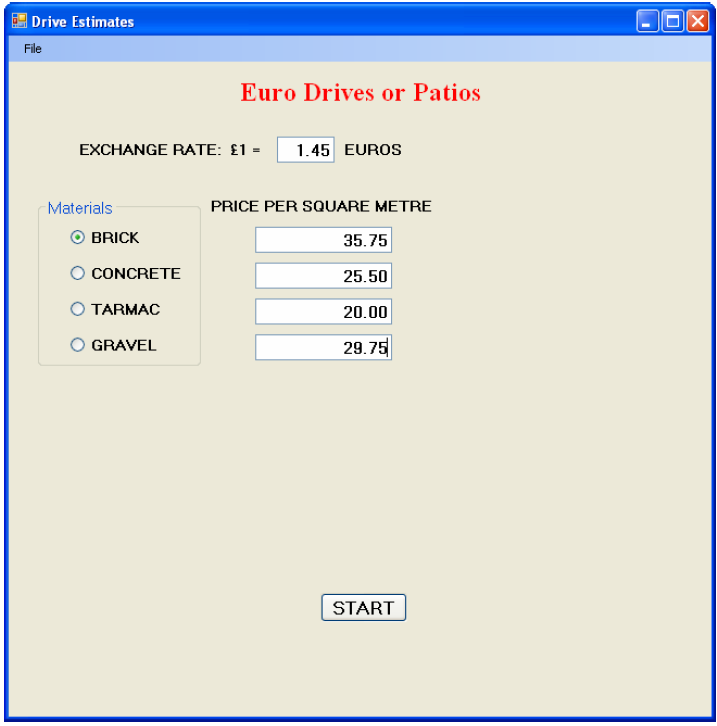 Drive Estimates
File
Euro Drives or Patios
EXCHANGE RATE: £1 = 1.45 EUROS
Materials PRICE PER SQUARE METRE
BRICK 35.75
CONCRETE 25.50
TARMAC 20.00
GRAVEL 29.75
START